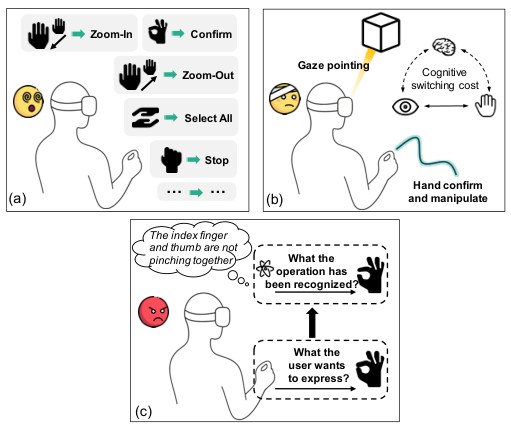 Zoom-In
Confirm
Zoom-Out
Select All
Stop
... ...
(a)
Gaze pointing
Cognitive
switching cost
Hand confirm
and manipulate
(b)
The index finger
and thumb are not
pinching together
What the
operation has
been recognized?
What the
user wants
to express?
(c)